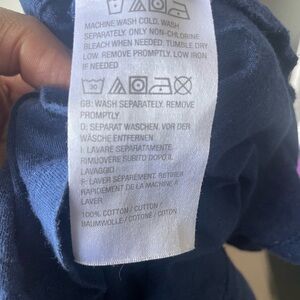 MACHINE WASH COLD. WASH
SEPARATELY. ONLY NON-CHLORINE
BLEACH WHEN NEEDED. TUMBLE DRY
LOW. REMOVE PROMPTLY. LOW IRON
IF NEEDED
30
GB: WASH SEPARATELY. REMOVE
PROMPTLY.
D: SEPARAT WASCHEN. VOR DER
WÄSCHE ENTFERNEN.
I: LAVARE SEPARATAMENTE.
RIMUOVERE SUBITO DOPO IL
LAVAGGIO
F: LAVER SÉPARÉMENT. RETIRER
RAPIDEMENT DE LA MACHINE À
LAVER
100% COTTON / COTTON /
BAUMWOLLE / COTONE / COTON